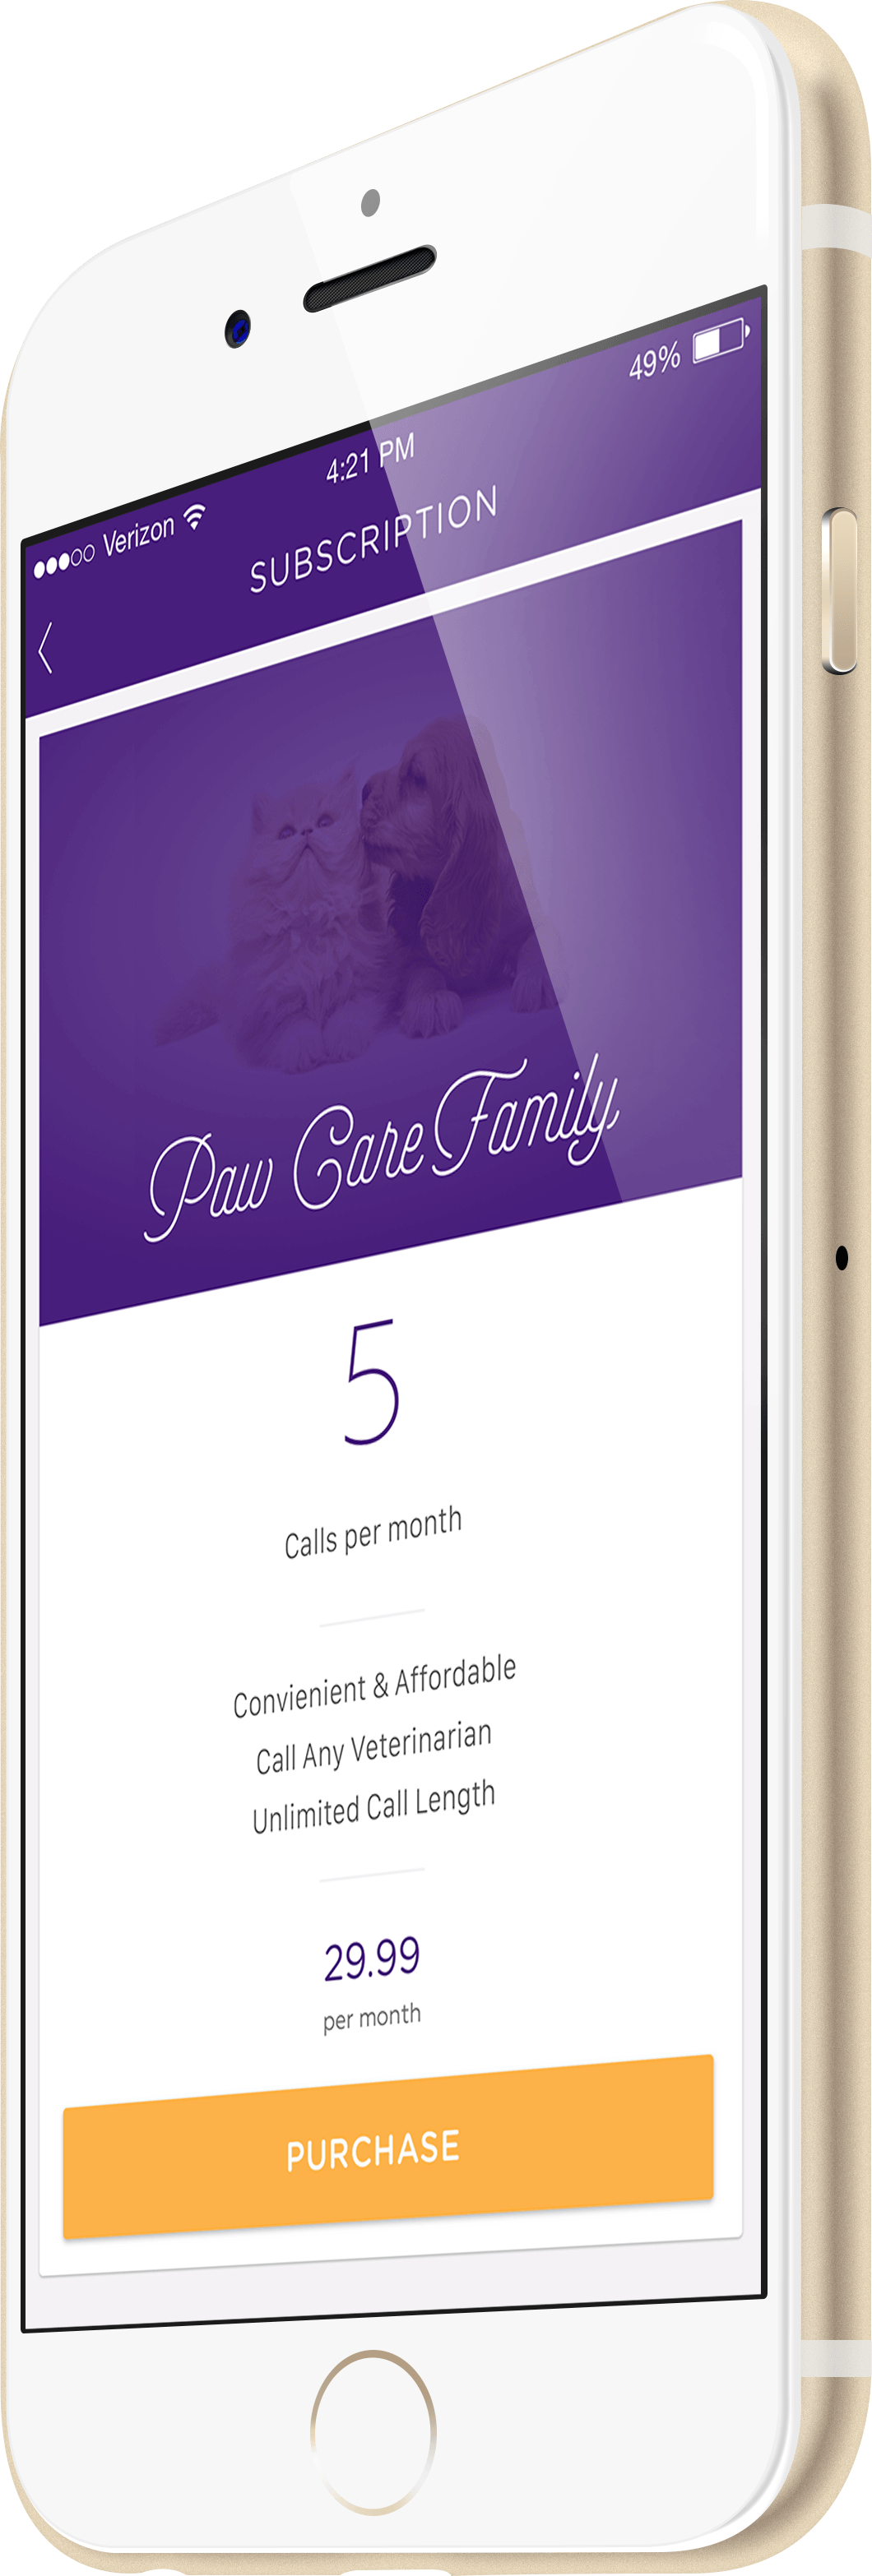 Verizon 4:21 PM 49%
SUBSCRIPTION
Paw Care Family
5
Calls per month
Convienient & Affordable
Call Any Veterinarian
Unlimited Call Length
29.99
per month
PURCHASE